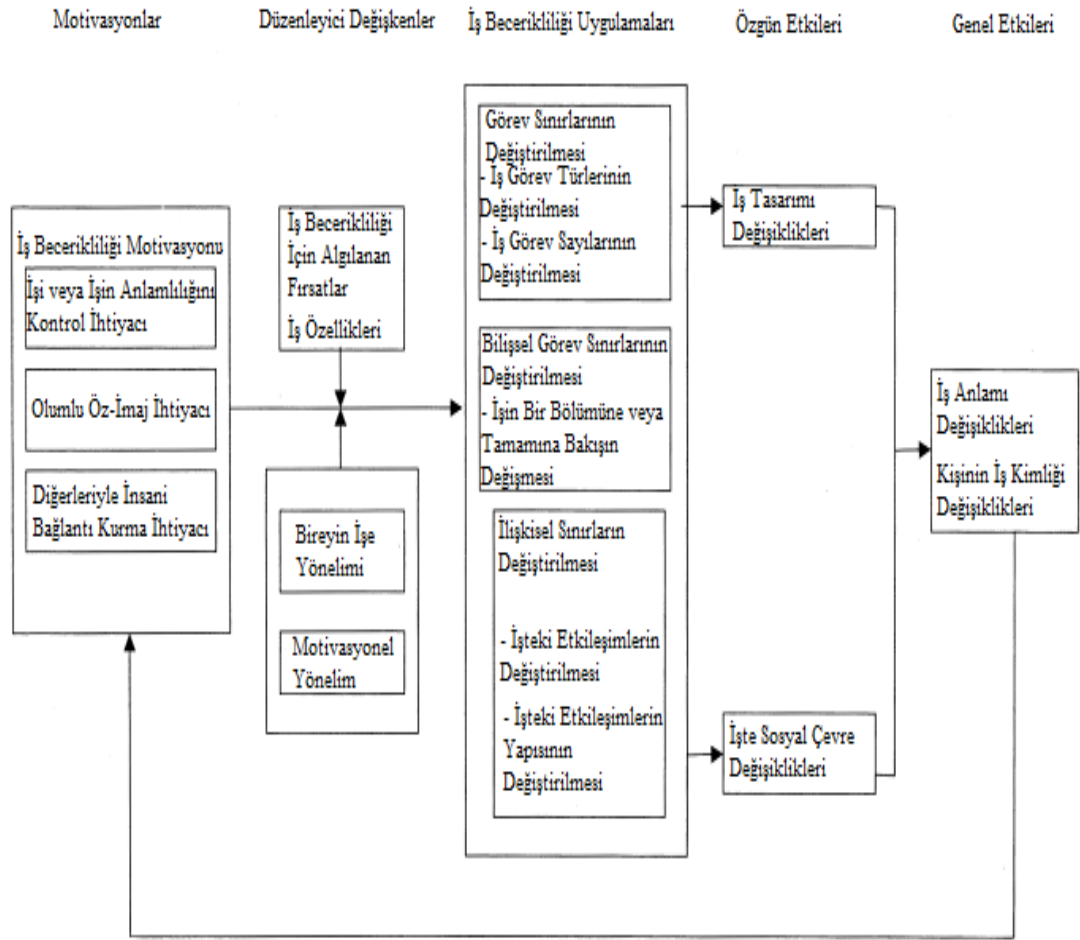 Motivasyonlar
Düzenleyici Değişkenler
İş Becerikliliği Uygulamaları
Özgün Etkileri
Genel Etkileri
İş Becerikliliği Motivasyonu
İşi veya İşin Anlamlılığını
Kontrol İhtiyacı
Olumlu Öz-İmaj İhtiyacı
Diğerleriyle İnsani
Bağlantı Kurma İhtiyacı
İş Becerikliliği
İçin Algılanan
Fırsatlar
İş Özellikleri
Bireyin İşe
Yönelimi
Motivasyonel
Yönelim
Görev Sınırlarının
Değiştirilmesi
- İş Görev Türlerinin
Değiştirilmesi
- İş Görev Sayılarının
Değiştirilmesi
Bilişsel Görev Sınırlarının
Değiştirilmesi
- İşin Bir Bölümüne veya
Tamamına Bakışın
Değişmesi
İlişkisel Sınırların
Değiştirilmesi
- İşteki Etkileşimlerin
Değiştirilmesi
- İşteki Etkileşimlerin
Yapısının
Değiştirilmesi
İş Tasarımı
Değişiklikleri
İşte Sosyal Çevre
Değişiklikleri
İş Anlamı
Değişiklikleri
Kişinin İş Kimliği
Değişiklikleri